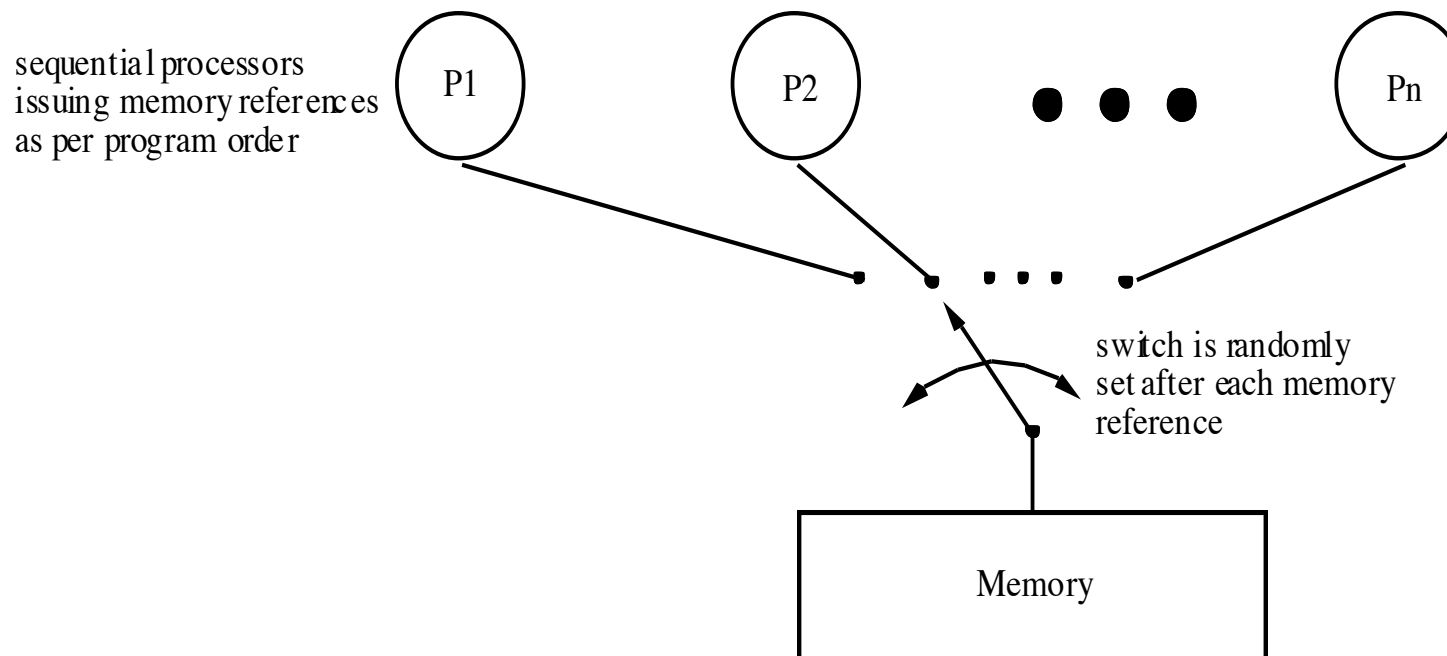 sequential processors
issuing memory references
as per program order
P1
P2
Pn
switch is randomly
set after each memory
reference
Memory